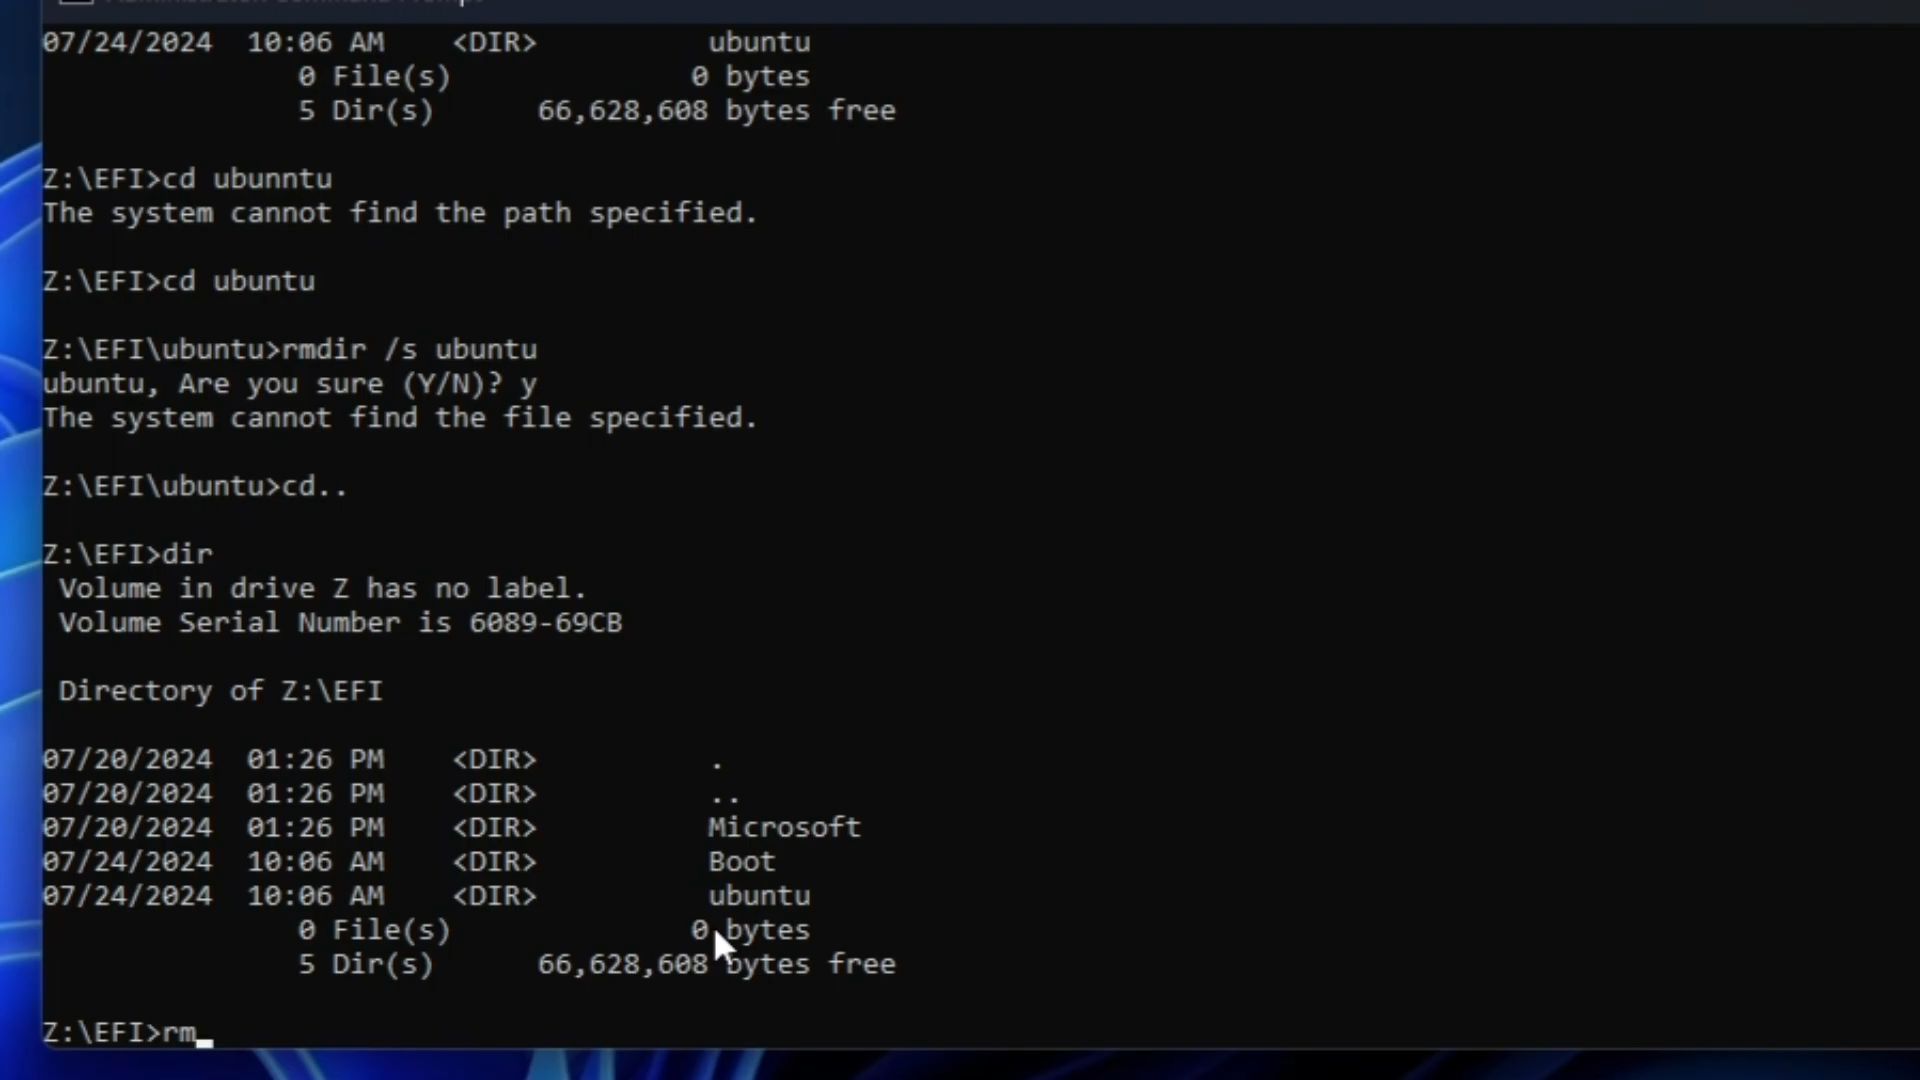 07/24/2024  10:06 AM    <DIR>          ubuntu
               0 File(s)              0 bytes
               5 Dir(s)      66,628,608 bytes free
Z:\EFI>cd ubunntu
The system cannot find the path specified.
Z:\EFI>cd ubuntu
Z:\EFI\ubuntu>rmdir /s ubuntu
ubuntu, Are you sure (Y/N)? y
The system cannot find the file specified.
Z:\EFI\ubuntu>cd..
Z:\EFI>dir
 Volume in drive Z has no label.
 Volume Serial Number is 6089-69CB
 Directory of Z:\EFI
07/20/2024  01:26 PM    <DIR>          .
07/20/2024  01:26 PM    <DIR>          ..
07/20/2024  01:26 PM    <DIR>          Microsoft
07/24/2024  10:06 AM    <DIR>          Boot
07/24/2024  10:06 AM    <DIR>          ubuntu
               0 File(s)              0 bytes
               5 Dir(s)      66,628,608 bytes free
Z:\EFI>rm